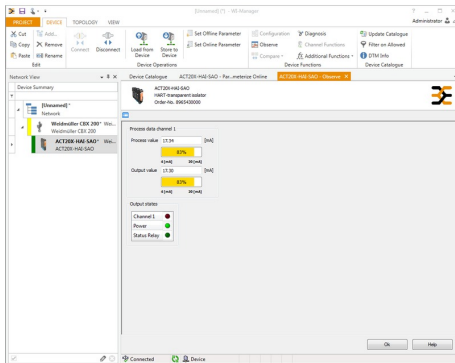 [Unnamed] (*) - WI-Manager
PROJECT DEVICE TOPOLOGY VIEW
Administrator
Cut
Copy
Paste
Add...
Remove
Rename
Edit
Connect Disconnect
Load from Device
Store to Device
Set Offline Parameter
Set Online Parameter
Device Operations
Configuration
Observe
Compare
Diagnosis
Channel Functions
Additional Functions
Device Functions
Update Catalogue
Filter on Allowed
DTM Info
Device Catalogue
Network View
Device Summary
[Unnamed]*
Network
Weidmüller CBX 200* Wei...
Weidmüller CBX 200
ACT20X-HAI-SAO* Wei...
ACT20X-HAI-SAO
Device Catalogue ACT20X-HAI-SAO - Par...meterize Online ACT20X-HAI-SAO - Observe
ACT20X-HAI-SAO
HART-transparent isolator
Order-No. 8965430000
Process data channel 1
Process value 17.34 [mA]
83%
4 [mA] 20 [mA]
Output value 17.30 [mA]
83%
4 [mA] 20 [mA]
Output states
Channel 1
Power
Status Relay
Ok Help
Connected Device